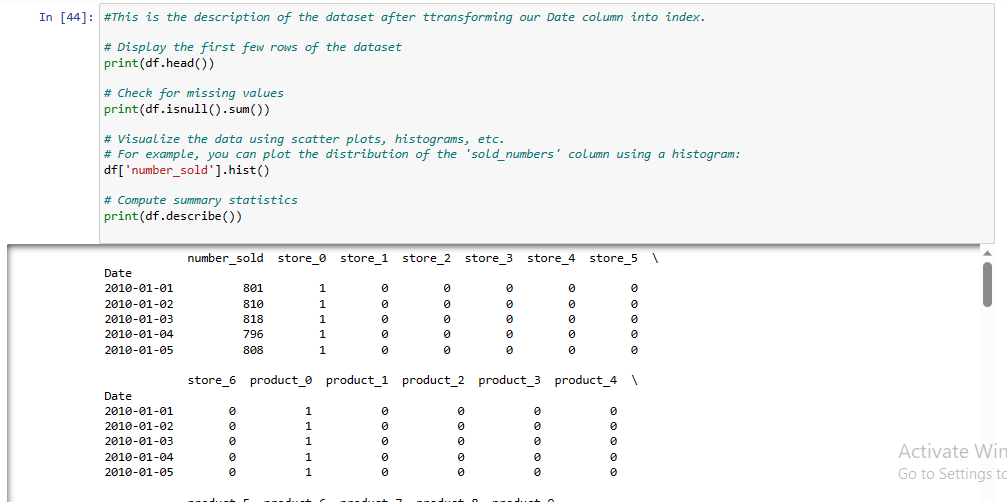 In [44]: #This is the description of the dataset after ttransforming our Date column into index.
# Display the first few rows of the dataset
print(df.head())
# Check for missing values
print(df.isnull().sum())
# Visualize the data using scatter plots, histograms, etc.
# For example, you can plot the distribution of the 'sold_numbers' column using a histogram:
df['number_sold'].hist()
# Compute summary statistics
print(df.describe())
number_sold store_0 store_1 store_2 store_3 store_4 store_5 \
Date
2010-01-01 801 1 0 0 0 0 0
2010-01-02 810 1 0 0 0 0 0
2010-01-03 818 1 0 0 0 0 0
2010-01-04 796 1 0 0 0 0 0
2010-01-05 808 1 0 0 0 0 0
store_6 product_0 product_1 product_2 product_3 product_4 \
Date
2010-01-01 0 1 0 0 0 0
2010-01-02 0 1 0 0 0 0
2010-01-03 0 1 0 0 0 0
2010-01-04 0 1 0 0 0 0
2010-01-05 0 1 0 0 0 0
product_5 product_6 product_7 product_8 product_9
Activate Win
Go to Settings to